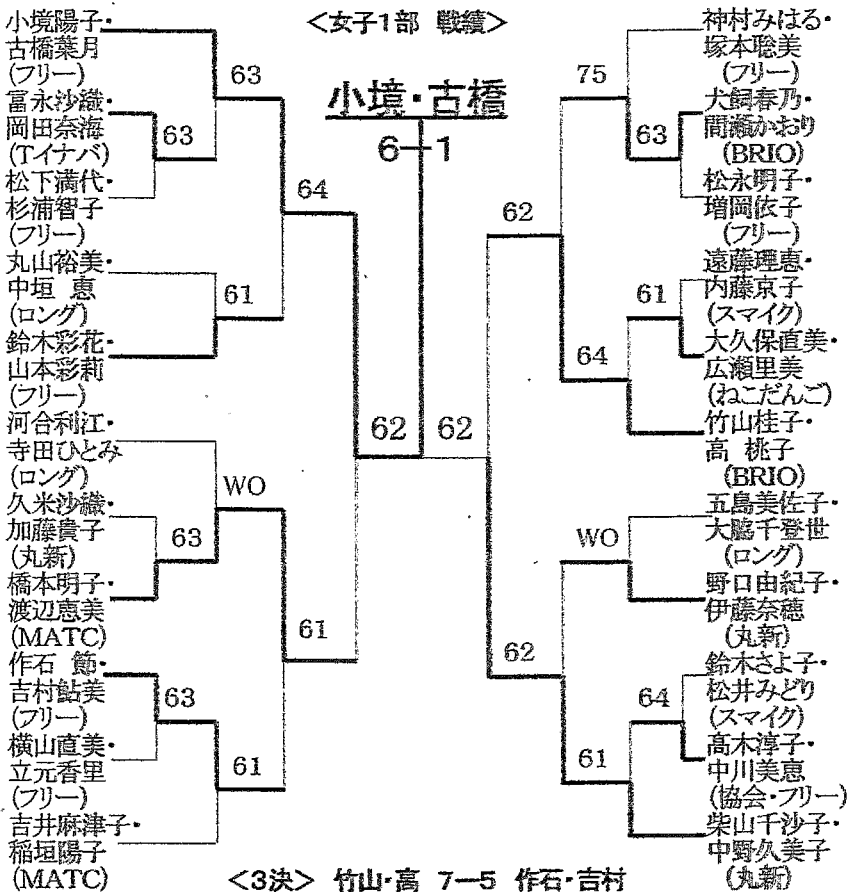 <女子1部 戦績>
小境・古橋
6―1
小境陽子・
古橋葉月
(フリー)
富永沙織・
岡田奈海
(Tイナバ)
松下満代・
杉浦智子
(フリー)
丸山裕美・
中垣 恵
(ロング)
鈴木彩花・
山本彩莉
(フリー)
河合利江・
寺田ひとみ
(ロング)
久米沙織・
加藤貴子
(丸新)
橋本明子・
渡辺恵美
(MATC)
作石 節・
吉村鮎美
(フリー)
横山直美・
立元香里
(フリー)
吉井麻津子・
稲垣陽子
(MATC)
63
63
64
61
62
WO
63
61
63
61
神村みはる・
塚本聡美
(フリー)
犬飼春乃・
間瀬かおり
(BRIO)
松永明子・
増岡依子
(フリー)
遠藤理恵・
内藤京子
(スマイク)
大久保直美・
広瀬里美
(ねこだんご)
竹山桂子・
高 桃子
(BRIO)
五島美佐子・
大脇千登世
(ロング)
野口由紀子・
伊藤奈穂
(丸新)
鈴木さよ子・
松井みどり
(スマイク)
髙木淳子・
中川美恵
(協会・フリー)
柴山千沙子・
中野久美子
(丸新)
75
63
62
61
64
62
WO
62
64
61
<3決> 竹山・高 7―5 作石・吉村